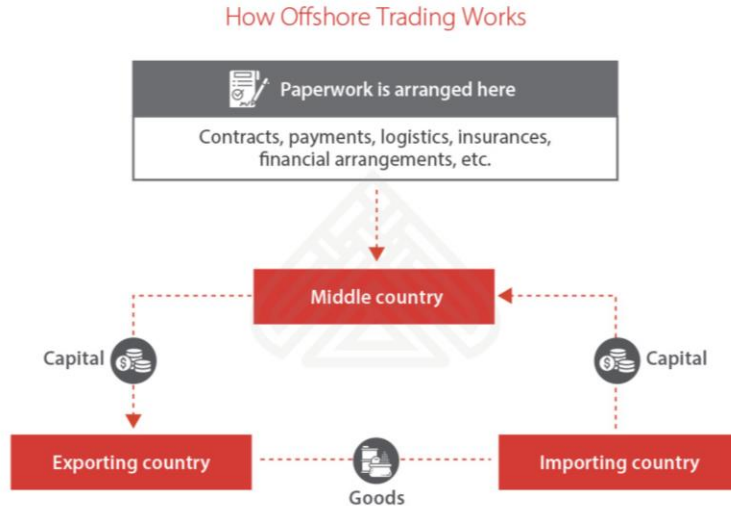 How Offshore Trading Works
Paperwork is arranged here
Contracts, payments, logistics, insurances,
financial arrangements, etc.
Middle country
Capital
Capital
Exporting country
Importing country
Goods